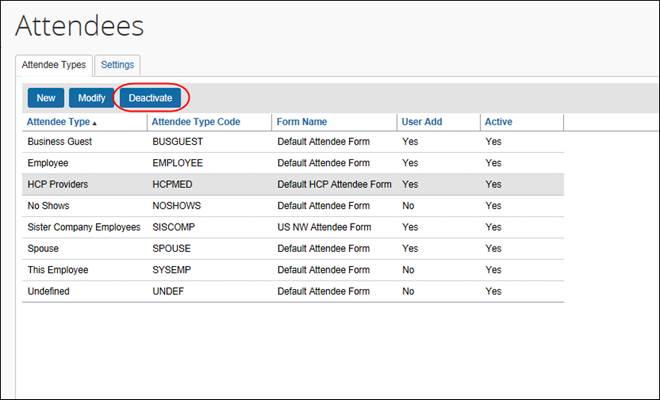 Attendees
Attendee Types Settings
New Modify Deactivate
Attendee Type Attendee Type Code Form Name User Add Active
Business Guest BUSGUEST Default Attendee Form Yes Yes
Employee EMPLOYEE Default Attendee Form Yes Yes
HCP Providers HCPMED Default HCP Attendee Form Yes Yes
No Shows NOSHOWS Default Attendee Form No Yes
Sister Company Employees SISCOMP US NW Attendee Form Yes Yes
Spouse SPOUSE Default Attendee Form Yes Yes
This Employee SYSEMP Default Attendee Form No Yes
Undefined UNDEF Default Attendee Form No Yes